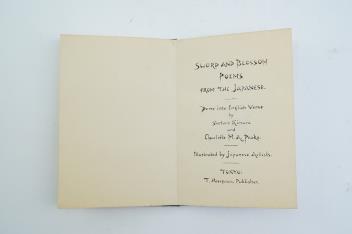 SWORD AND BLOSSOM
POEMS
FROM THE JAPANESE.
Done into English Verse
by
Shotaro Kimura
and
Charlotte M. A. Peake.
Illustrated by Japanese Artists.
TOKYO:
T. Hasegawa, Publisher.